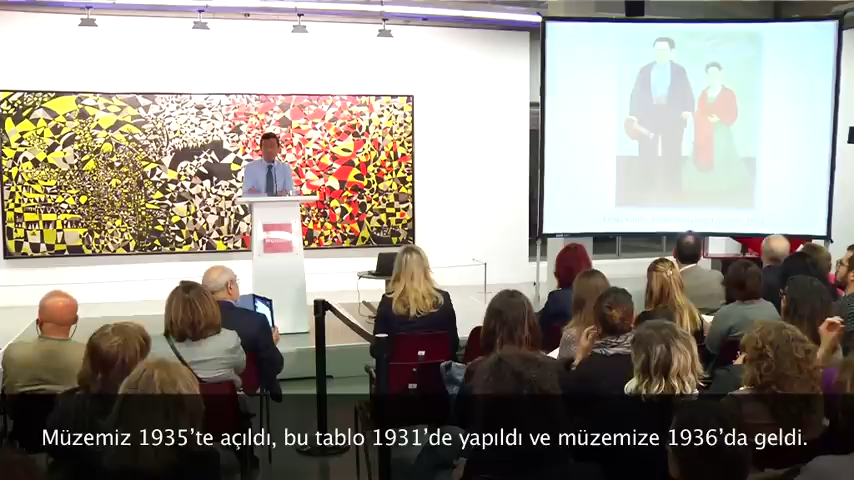 Müzemiz 1935’te açıldı, bu tablo 1931’de yapıldı ve müzemize 1936’da geldi.